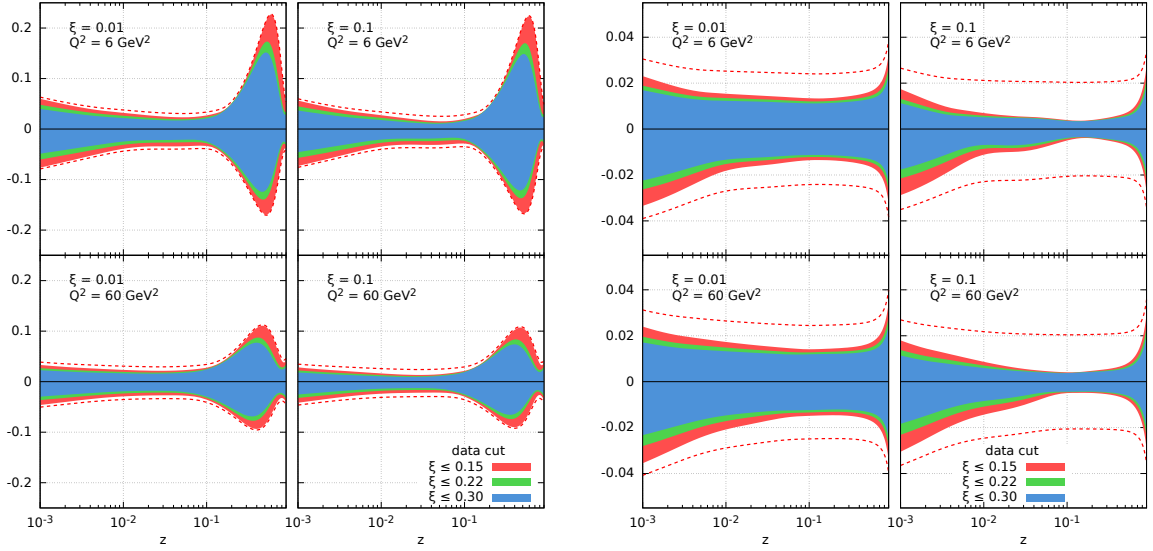 0.2
0.1
0
-0.1
-0.2
ξ = 0.01
Q² = 6 GeV²
ξ = 0.1
Q² = 6 GeV²
0.2
0.1
0
-0.1
-0.2
ξ = 0.01
Q² = 60 GeV²
ξ = 0.1
Q² = 60 GeV²
data cut
ξ ≤ 0.15
ξ ≤ 0.22
ξ ≤ 0.30
10⁻³ 10⁻² 10⁻¹ 10⁻³ 10⁻² 10⁻¹
z z
0.04
0.02
0
-0.02
-0.04
ξ = 0.01
Q² = 6 GeV²
ξ = 0.1
Q² = 6 GeV²
0.04
0.02
0
-0.02
-0.04
ξ = 0.01
Q² = 60 GeV²
ξ = 0.1
Q² = 60 GeV²
data cut
ξ ≤ 0.15
ξ ≤ 0.22
ξ ≤ 0.30
10⁻³ 10⁻² 10⁻¹ 10⁻³ 10⁻² 10⁻¹
z z